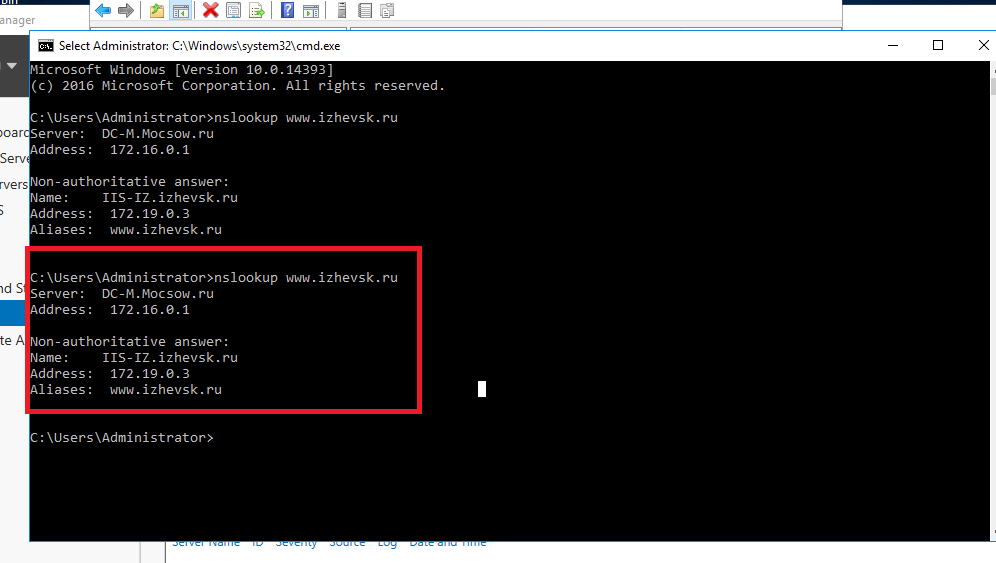 anager
Select Administrator: C:\Windows\system32\cmd.exe
Microsoft Windows [Version 10.0.14393]
(c) 2016 Microsoft Corporation. All rights reserved.
C:\Users\Administrator>nslookup www.izhevsk.ru
Server:  DC-M.Mocsow.ru
Address:  172.16.0.1
Non-authoritative answer:
Name:    IIS-IZ.izhevsk.ru
Address:  172.19.0.3
Aliases:  www.izhevsk.ru
C:\Users\Administrator>nslookup www.izhevsk.ru
Server:  DC-M.Mocsow.ru
Address:  172.16.0.1
Non-authoritative answer:
Name:    IIS-IZ.izhevsk.ru
Address:  172.19.0.3
Aliases:  www.izhevsk.ru
C:\Users\Administrator>
board
Serve
rvers
S
nd St
te A
Server Name ID Severity Source Log Date and Time